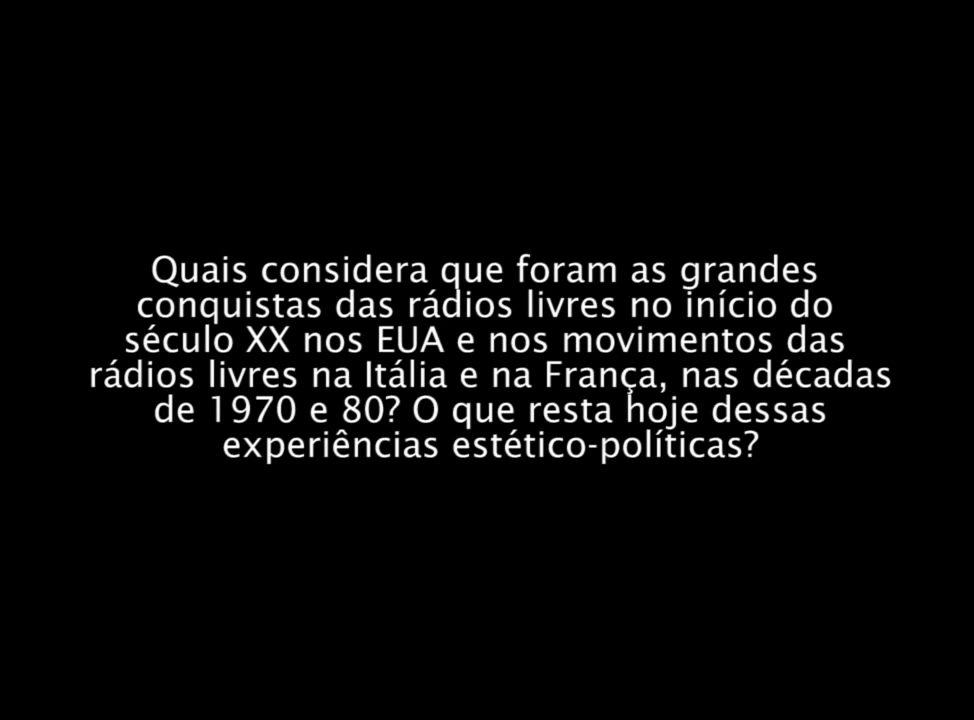 Quais considera que foram as grandes
conquistas das rádios livres no início do
século XX nos EUA e nos movimentos das
rádios livres na Itália e na França, nas décadas
de 1970 e 80? O que resta hoje dessas
experiências estético-políticas?